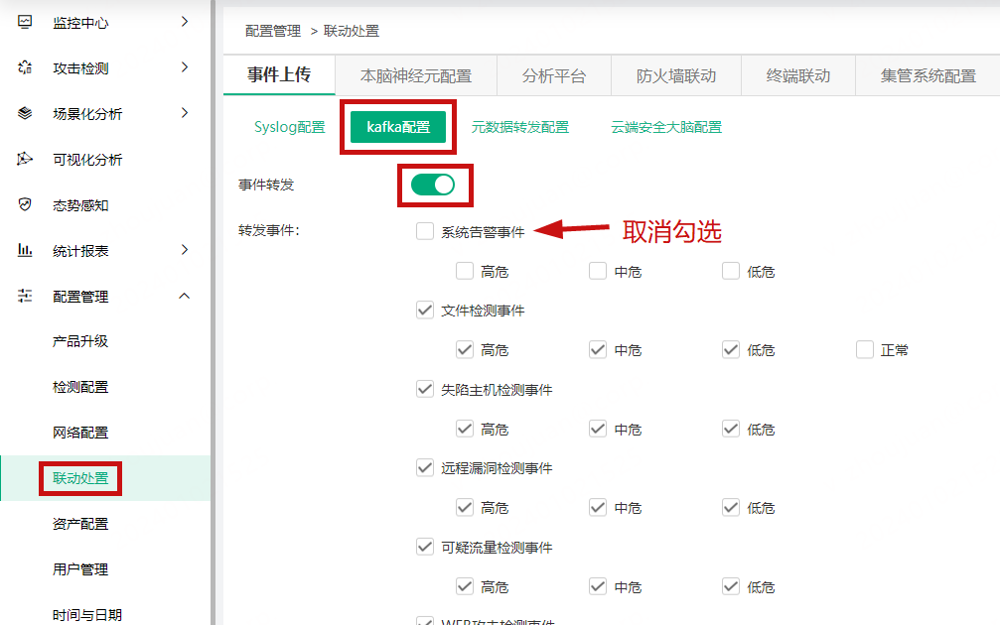 监控中心
攻击检测
场景化分析
可视化分析
态势感知
统计报表
配置管理
产品升级
检测配置
网络配置
联动处置
资产配置
用户管理
时间与日期
配置管理 > 联动处置
事件上传 本脑神经元配置 分析平台 防火墙联动 终端联动 集管系统配置
Syslog配置 kafka配置 元数据转发配置 云端安全大脑配置
事件转发
转发事件: 系统告警事件 取消勾选
高危 中危 低危
文件检测事件
高危 中危 低危 正常
失陷主机检测事件
高危 中危 低危
远程漏洞检测事件
高危 中危 低危
可疑流量检测事件
高危 中危 低危
WEB攻击检测事件